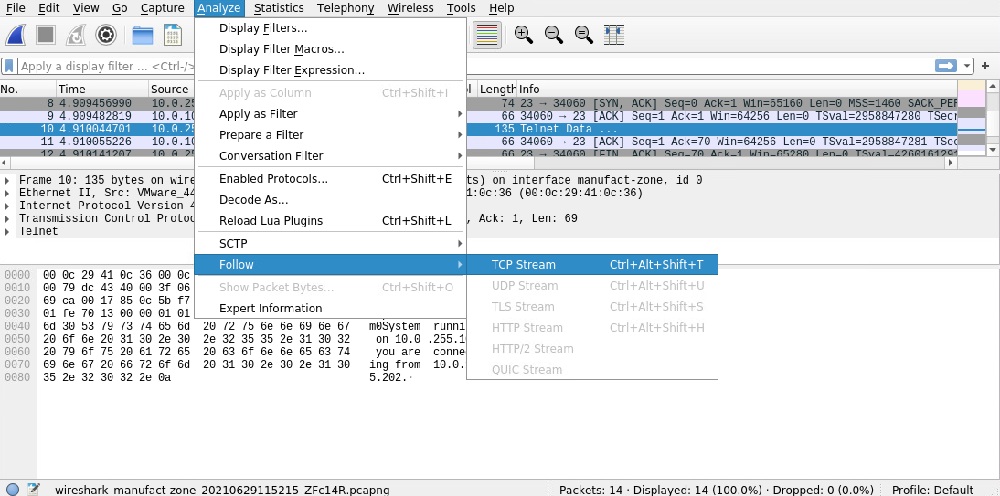 File Edit View Go Capture Analyze Statistics Telephony Wireless Tools Help
Display Filters…
Display Filter Macros…
Display Filter Expression…
Apply as Column Ctrl+Shift+I
Apply as Filter
Prepare a Filter
Conversation Filter
Enabled Protocols… Ctrl+Shift+E
Decode As…
Reload Lua Plugins Ctrl+Shift+L
SCTP
Follow
Show Packet Bytes… Ctrl+Shift+O
Expert Information
TCP Stream Ctrl+Alt+Shift+T
UDP Stream Ctrl+Alt+Shift+U
TLS Stream Ctrl+Alt+Shift+S
HTTP Stream Ctrl+Alt+Shift+H
HTTP/2 Stream
QUIC Stream
Apply a display filter … <Ctrl-/>
No. Time Source Length Info
8 4.909456990 10.0.25 74 23 → 34060 [SYN, ACK] Seq=0 Ack=1 Win=65160 Len=0 MSS=1460 SACK_PER
9 4.909482819 10.0.10 66 34060 → 23 [ACK] Seq=1 Ack=1 Win=64256 Len=0 TSval=2958847280 TSecr
10 4.910044701 10.0.25 135 Telnet Data ...
11 4.910055226 10.0.10 66 34060 → 23 [ACK] Seq=1 Ack=70 Win=64256 Len=0 TSval=2958847281 TSec
12 4.910141207 10.0.25 66 23 → 34060 [FIN, ACK] Seq=70 Ack=1 Win=65280 Len=0 TSval=4260161291
Frame 10: 135 bytes on wire ts) on interface manufact-zone, id 0
Ethernet II, Src: VMware_44 1:0c:36 (00:0c:29:41:0c:36)
Internet Protocol Version 4
Transmission Control Protoc , Ack: 1, Len: 69
Telnet
0000 00 0c 29 41 0c 36 00 0c
0010 00 79 dc 43 40 00 3f 06
0020 69 ca 00 17 85 0c 5b f7
0030 01 fe 70 13 00 00 01 01
0040 6d 30 53 79 73 74 65 6d 20 72 75 6e 6e 69 6e 67 m0System runni
0050 20 6f 6e 20 31 30 2e 30 2e 32 35 35 2e 31 30 32 on 10.0 .255.10
0060 20 79 6f 75 20 61 72 65 20 63 6f 6e 6e 65 63 74 you are conne
0070 69 6e 67 20 66 72 6f 6d 20 31 30 2e 30 2e 31 30 ing from 10.0.
0080 35 2e 32 30 32 2e 0a 5.202.·
wireshark_manufact-zone_20210629115215_ZFc14R.pcapng Packets: 14 · Displayed: 14 (100.0%) · Dropped: 0 (0.0%) Profile: Default